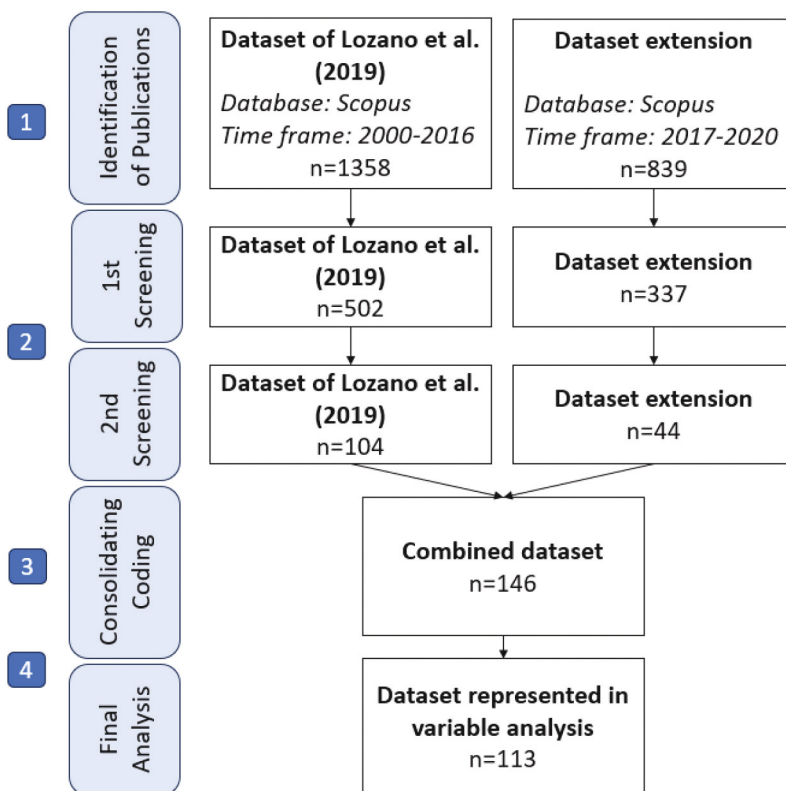 1
Identification
of Publications
Dataset of Lozano et al.
(2019)
Database: Scopus
Time frame: 2000-2016
n=1358
Dataset extension
Database: Scopus
Time frame: 2017-2020
n=839
2
1st
Screening
Dataset of Lozano et al.
(2019)
n=502
Dataset extension
n=337
2nd
Screening
Dataset of Lozano et al.
(2019)
n=104
Dataset extension
n=44
3
Consolidating
Coding
Combined dataset
n=146
4
Final
Analysis
Dataset represented in
variable analysis
n=113